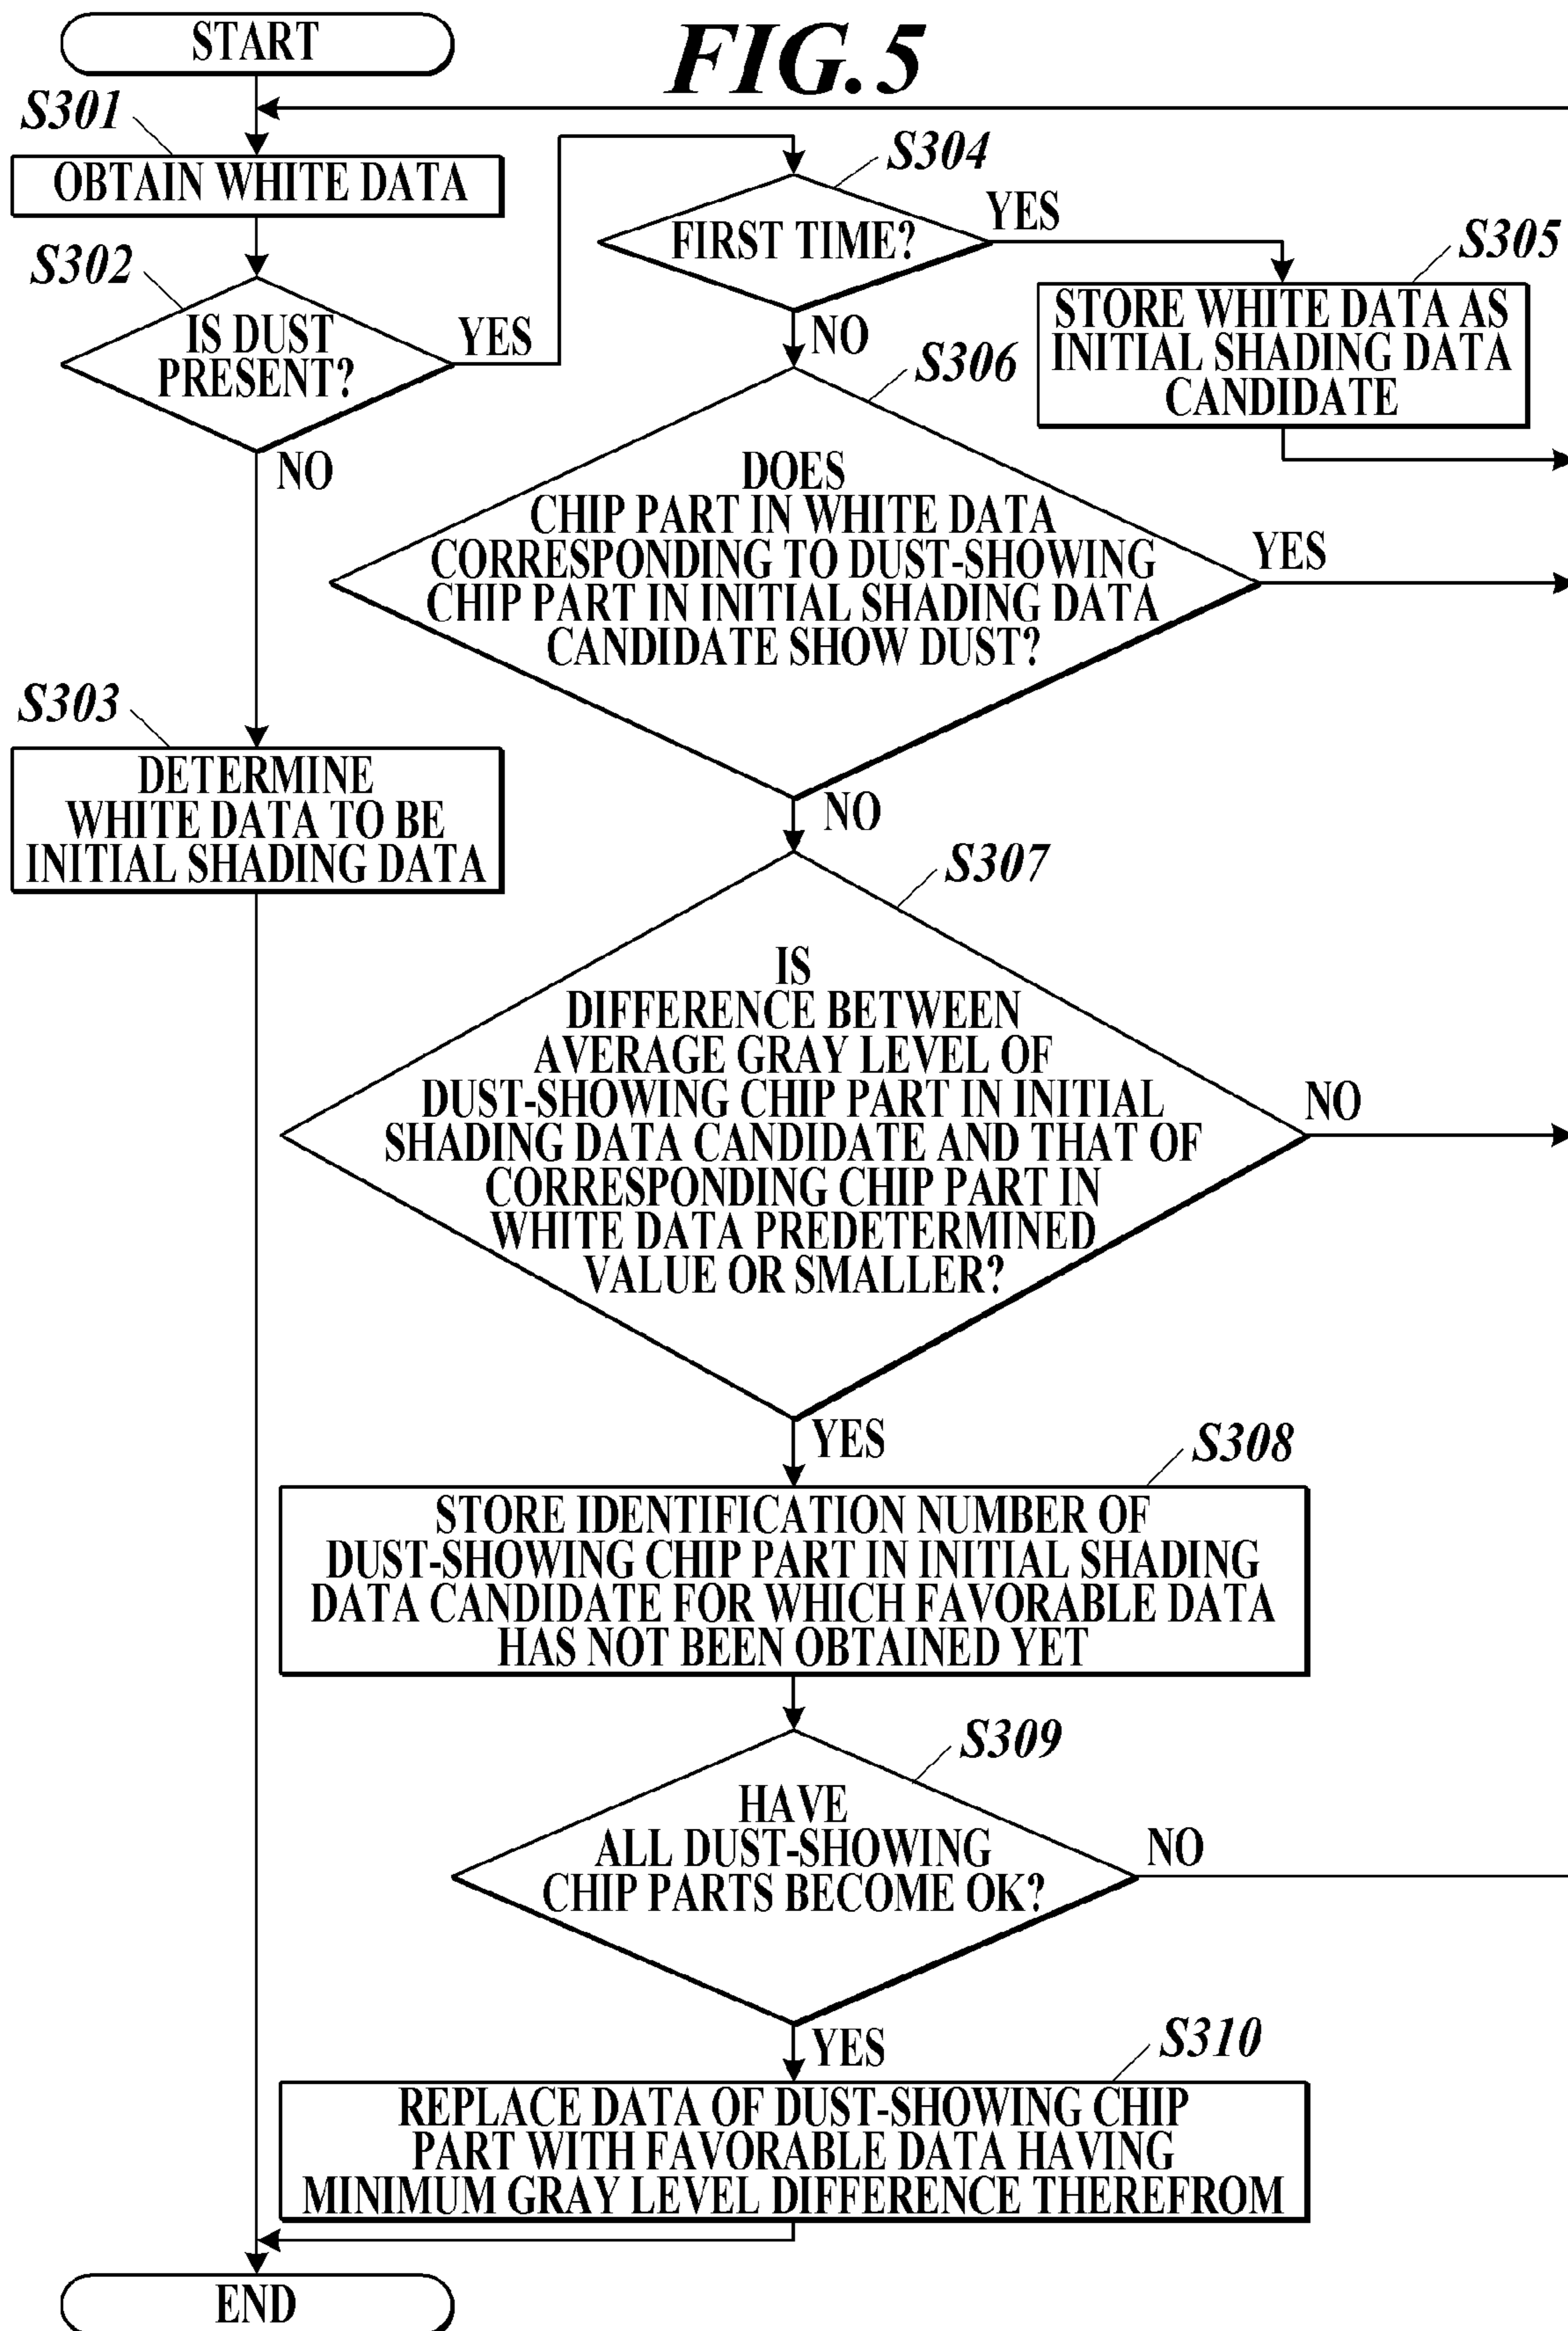 FIG.5
START
S301
OBTAIN WHITE DATA
S302
IS DUST
PRESENT?
YES
NO
S303
DETERMINE
WHITE DATA TO BE
INITIAL SHADING DATA
S304
FIRST TIME?
YES
NO
S305
STORE WHITE DATA AS
INITIAL SHADING DATA
CANDIDATE
S306
DOES
CHIP PART IN WHITE DATA
CORRESPONDING TO DUST-SHOWING
CHIP PART IN INITIAL SHADING DATA
CANDIDATE SHOW DUST?
YES
NO
S307
IS
DIFFERENCE BETWEEN
AVERAGE GRAY LEVEL OF
DUST-SHOWING CHIP PART IN INITIAL
SHADING DATA CANDIDATE AND THAT OF
CORRESPONDING CHIP PART IN
WHITE DATA PREDETERMINED
VALUE OR SMALLER?
NO
YES
S308
STORE IDENTIFICATION NUMBER OF
DUST-SHOWING CHIP PART IN INITIAL SHADING
DATA CANDIDATE FOR WHICH FAVORABLE DATA
HAS NOT BEEN OBTAINED YET
S309
HAVE
ALL DUST-SHOWING
CHIP PARTS BECOME OK?
NO
YES
S310
REPLACE DATA OF DUST-SHOWING CHIP
PART WITH FAVORABLE DATA HAVING
MINIMUM GRAY LEVEL DIFFERENCE THEREFROM
END